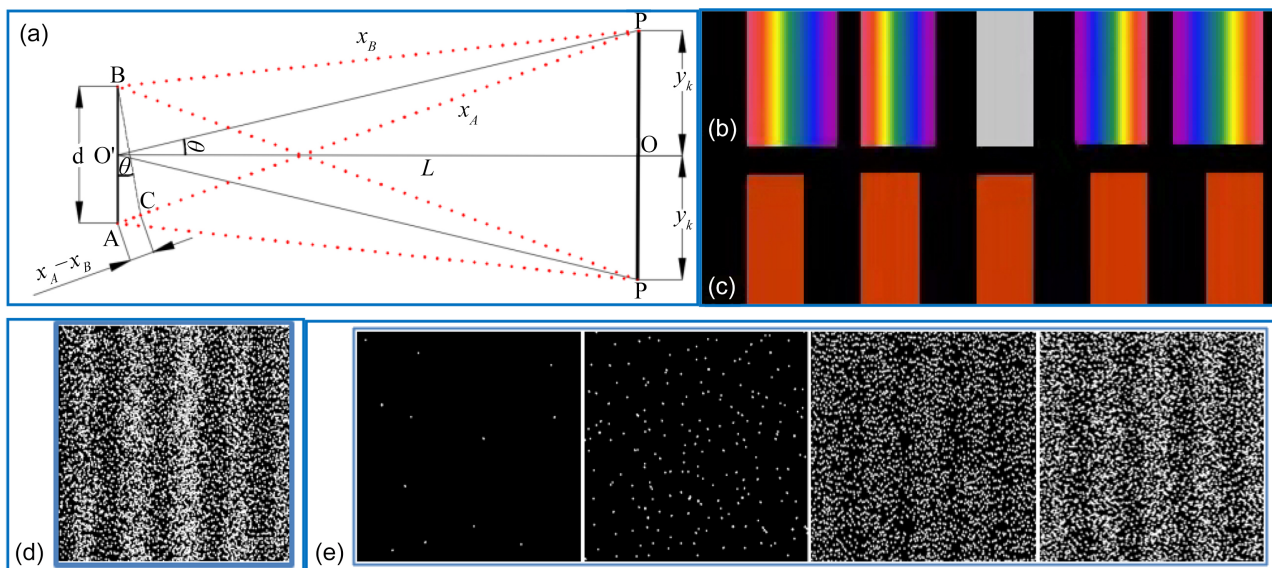 (a)
x_B
P
B
y_k
x_A
d
O'
θ
θ
L
O
C
A
y_k
x_A−x_B
P
(b)
(c)
(d)
(e)